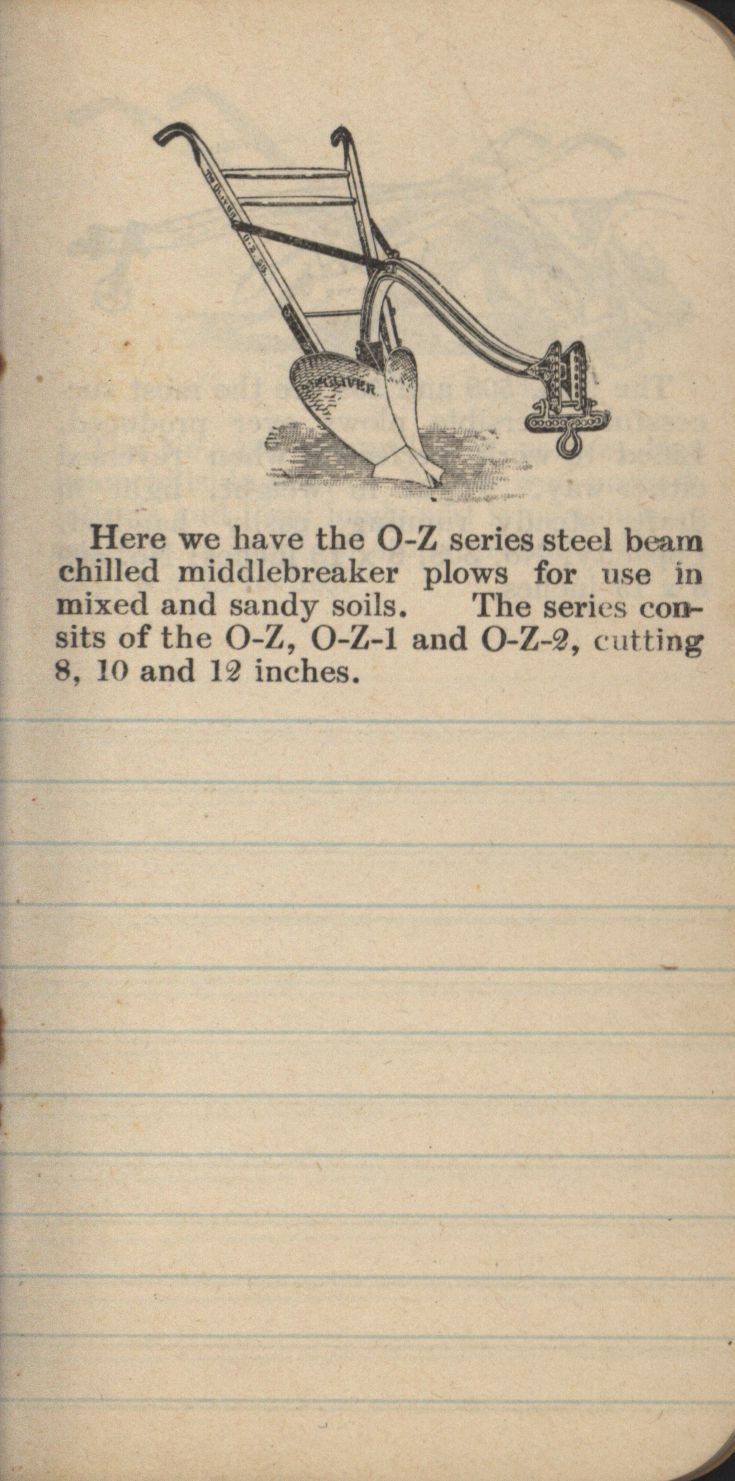 OLIVER
Here we have the O-Z series steel beam
chilled middlebreaker plows for use in
mixed and sandy soils. The series con-
sits of the O-Z, O-Z-1 and O-Z-2, cutting
8, 10 and 12 inches.